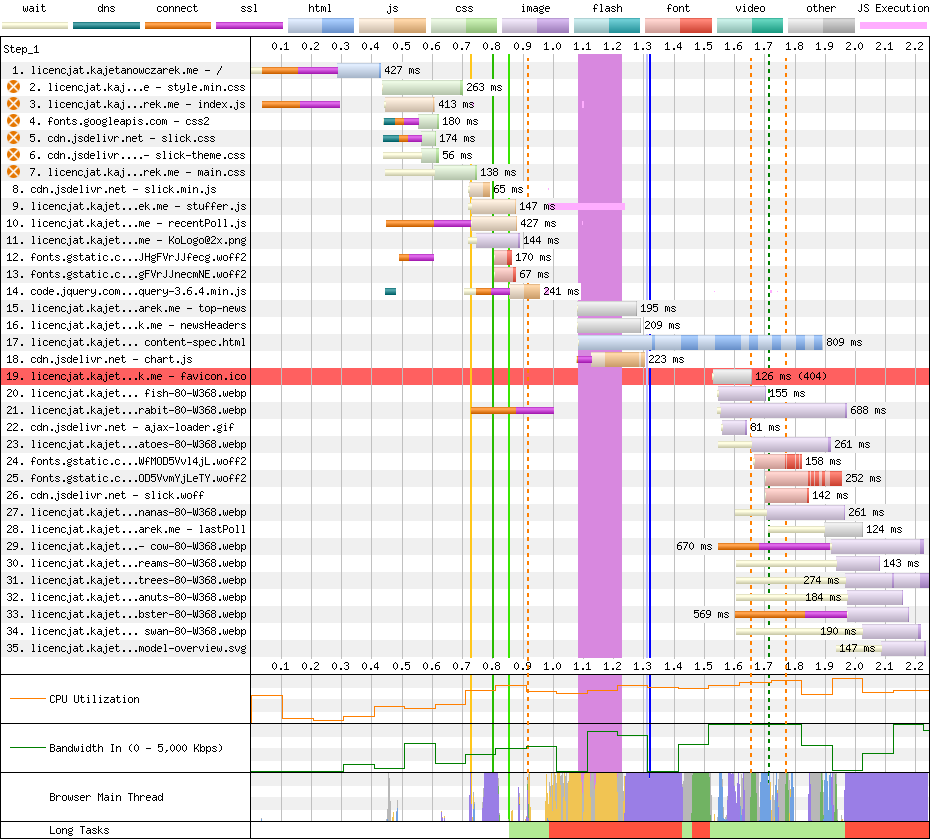 wait dns connect ssl html js css image flash font video other JS Execution
Step_1 0.1 0.2 0.3 0.4 0.5 0.6 0.7 0.8 0.9 1.0 1.1 1.2 1.3 1.4 1.5 1.6 1.7 1.8 1.9 2.0 2.1 2.2
1. licencjat.kajetanowczarek.me - / 427 ms
2. licencjat.kaj...e - style.min.css 263 ms
3. licencjat.kaj...rek.me - index.js 413 ms
4. fonts.googleapis.com - css2 180 ms
5. cdn.jsdelivr.net - slick.css 174 ms
6. cdn.jsdelivr....- slick-theme.css 56 ms
7. licencjat.kaj...rek.me - main.css 138 ms
8. cdn.jsdelivr.net - slick.min.js 65 ms
9. licencjat.kajet...ek.me - stuffer.js 147 ms
10. licencjat.kajet...me - recentPoll.js 427 ms
11. licencjat.kajet...me - KoLogo@2x.png 144 ms
12. fonts.gstatic.c...JHgFVrJJfecg.woff2 170 ms
13. fonts.gstatic.c...gFVrJJnecmNE.woff2 67 ms
14. code.jquery.com...query-3.6.4.min.js 241 ms
15. licencjat.kajet...arek.me - top-news 195 ms
16. licencjat.kajet...k.me - newsHeaders 209 ms
17. licencjat.kajet... content-spec.html 809 ms
18. cdn.jsdelivr.net - chart.js 223 ms
19. licencjat.kajet...k.me - favicon.ico 126 ms (404)
20. licencjat.kajet... fish-80-W368.webp 155 ms
21. licencjat.kajet...rabit-80-W368.webp 688 ms
22. cdn.jsdelivr.net - ajax-loader.gif 81 ms
23. licencjat.kajet...atoes-80-W368.webp 261 ms
24. fonts.gstatic.c...WfMOD5Vvl4jL.woff2 158 ms
25. fonts.gstatic.c...OD5VvmYjLeTY.woff2 252 ms
26. cdn.jsdelivr.net - slick.woff 142 ms
27. licencjat.kajet...nanas-80-W368.webp 261 ms
28. licencjat.kajet...arek.me - lastPoll 124 ms
29. licencjat.kajet...- cow-80-W368.webp 670 ms
30. licencjat.kajet...reams-80-W368.webp 143 ms
31. licencjat.kajet...trees-80-W368.webp 274 ms
32. licencjat.kajet...anuts-80-W368.webp 184 ms
33. licencjat.kajet...bster-80-W368.webp 569 ms
34. licencjat.kajet... swan-80-W368.webp 190 ms
35. licencjat.kajet...model-overview.svg 147 ms
0.1 0.2 0.3 0.4 0.5 0.6 0.7 0.8 0.9 1.0 1.1 1.2 1.3 1.4 1.5 1.6 1.7 1.8 1.9 2.0 2.1 2.2
CPU Utilization
Bandwidth In (0 - 5,000 Kbps)
Browser Main Thread
Long Tasks